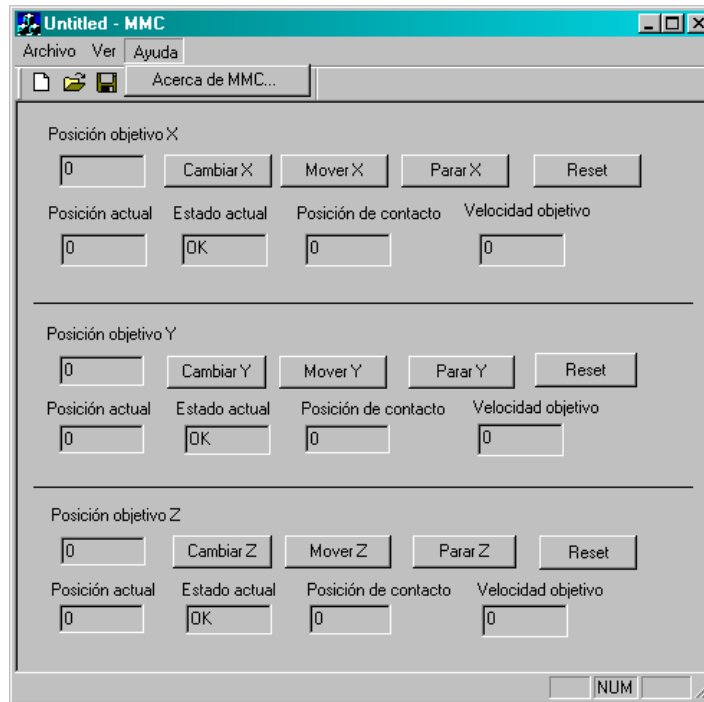 Untitled - MMC
Archivo Ver Ayuda
Acerca de MMC...
Posición objetivo X
0 Cambiar X Mover X Parar X Reset
Posición actual Estado actual Posición de contacto Velocidad objetivo
0 OK 0 0
Posición objetivo Y
0 Cambiar Y Mover Y Parar Y Reset
Posición actual Estado actual Posición de contacto Velocidad objetivo
0 OK 0 0
Posición objetivo Z
0 Cambiar Z Mover Z Parar Z Reset
Posición actual Estado actual Posición de contacto Velocidad objetivo
0 OK 0 0
NUM